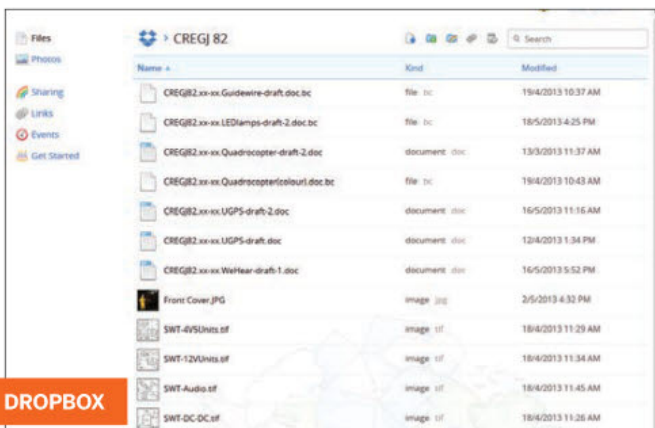 Files
Photos
Sharing
Links
Events
Get Started
CREGJ 82
Search
Name Kind Modified
CREGJ82.xx-xx.Guidewire-draft.doc.bc file bc 19/4/2013 10:37 AM
CREGJ82.xx-xx.LEDlamps-draft-2.doc.bc file bc 18/5/2013 4:25 PM
CREGJ82.xx-xx.Quadrocopter-draft-2.doc document doc 13/3/2013 11:37 AM
CREGJ82.xx-xx.Quadrocopter(colour).doc.bc file bc 19/4/2013 10:43 AM
CREGJ82.xx-xx.UGPS-draft-2.doc document doc 16/5/2013 11:16 AM
CREGJ82.xx-xx.UGPS-draft.doc document doc 12/4/2013 1:34 PM
CREGJ82.xx-xx.WeHear-draft-1.doc document doc 16/5/2013 5:52 PM
Front Cover.JPG image jpg 2/5/2013 4:32 PM
SWT-4V5Units.tif image tif 18/4/2013 11:29 AM
SWT-12VUnits.tif image tif 18/4/2013 11:34 AM
SWT-Audio.tif image tif 18/4/2013 11:45 AM
SWT-DC-DC.tif image tif 18/4/2013 11:26 AM
DROPBOX